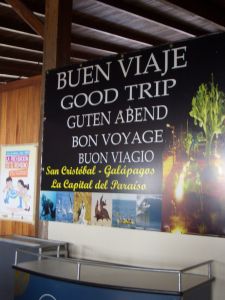 BUEN VIAJE
GOOD TRIP
GUTEN ABEND
BON VOYAGE
BUON VIAGIO
San Cristóbal - Galápagos
La Capital del Paraíso